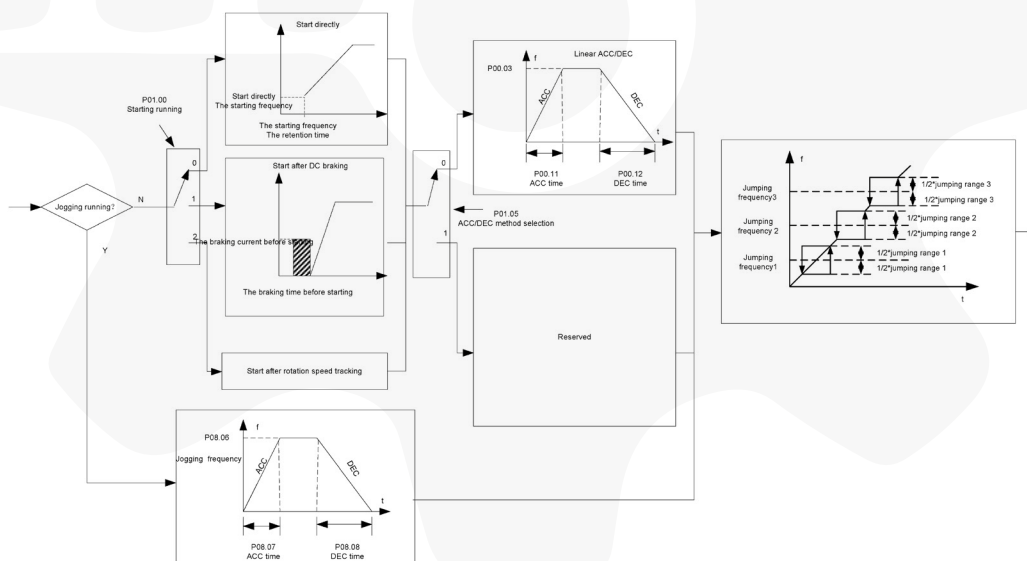 Jogging running?
N
Y
P01.00
Starting running
0
1
2
Start directly
Start directly
The starting frequency
The starting frequency
The retention time
Start after DC braking
The braking current before starting
The braking time before starting
Start after rotation speed tracking
0
1
P01.05
ACC/DEC method selection
Linear ACC/DEC
f
P00.03
ACC
DEC
t
P00.11
ACC time
P00.12
DEC time
Reserved
f
P08.06
Jogging frequency
ACC
DEC
t
P08.07
ACC time
P08.08
DEC time
f
Jumping
frequency3
1/2*jumping range 3
1/2*jumping range 3
Jumping
frequency 2
1/2*jumping range 2
1/2*jumping range 2
Jumping
frequency1
1/2*jumping range 1
1/2*jumping range 1
t